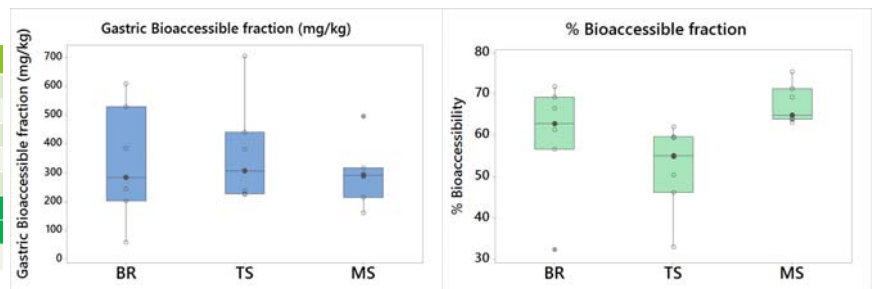 Gastric Bioaccessible fraction (mg/kg)
Gastric Bioaccessible fraction (mg/kg)
700
600
500
400
300
200
100
0
BR TS MS
% Bioaccessible fraction
% Bioaccessibility
80
70
60
50
40
30
BR TS MS